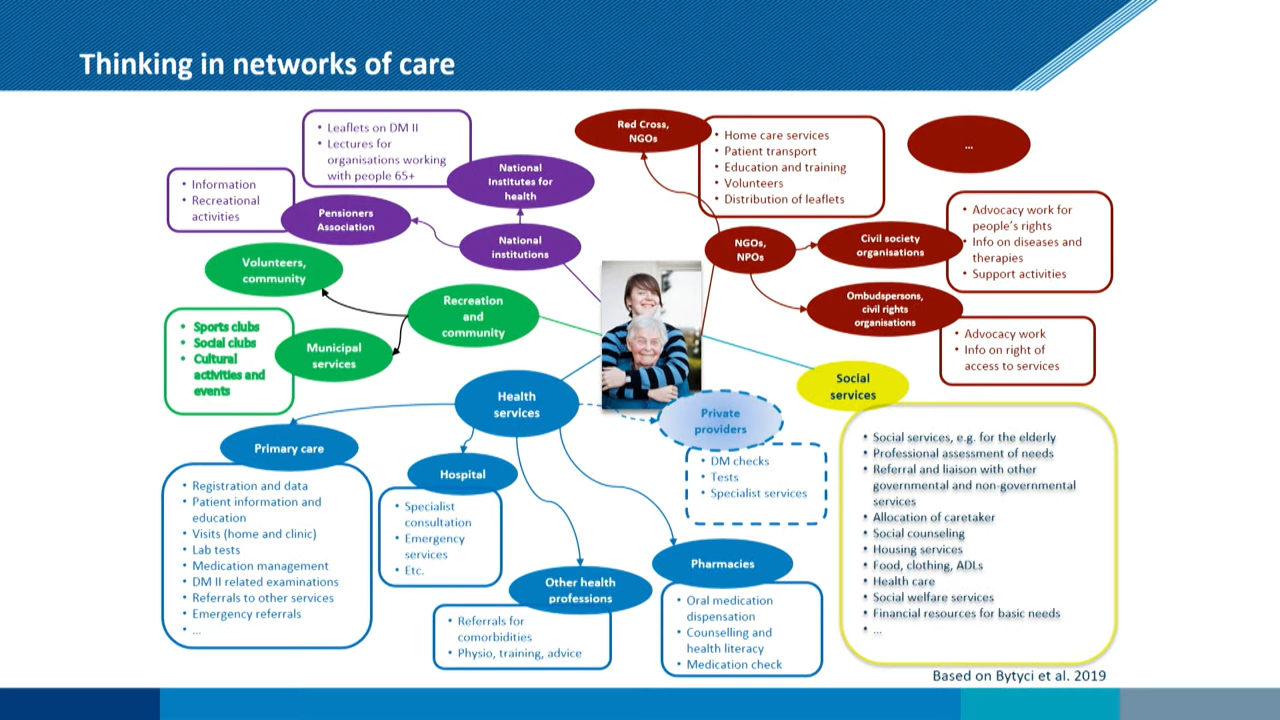 Thinking in networks of care
• Leaflets on DM II
• Lectures for
organisations working
with people 65+
National
Institutes for
health
• Information
• Recreational
activities
Pensioners
Association
National
institutions
Red Cross,
NGOs
• Home care services
• Patient transport
• Education and training
• Volunteers
• Distribution of leaflets
...
NGOs,
NPOs
Civil society
organisations
• Advocacy work for
people's rights
• Info on diseases and
therapies
• Support activities
Ombudspersons,
civil rights
organisations
• Advocacy work
• Info on right of
access to services
Volunteers,
community
Recreation
and
community
Municipal
services
• Sports clubs
• Social clubs
• Cultural
activities and
events
Health
services
Private
providers
• DM checks
• Tests
• Specialist services
Social
services
• Social services, e.g. for the elderly
• Professional assessment of needs
• Referral and liaison with other
governmental and non-governmental
services
• Allocation of caretaker
• Social counseling
• Housing services
• Food, clothing, ADLs
• Health care
• Social welfare services
• Financial resources for basic needs
• ...
Primary care
• Registration and data
• Patient information and
education
• Visits (home and clinic)
• Lab tests
• Medication management
• DM II related examinations
• Referrals to other services
• Emergency referrals
• ...
Hospital
• Specialist
consultation
• Emergency
services
• Etc.
Other health
professions
• Referrals for
comorbidities
• Physio, training, advice
Pharmacies
• Oral medication
dispensation
• Counselling and
health literacy
• Medication check
Based on Bytyci et al. 2019